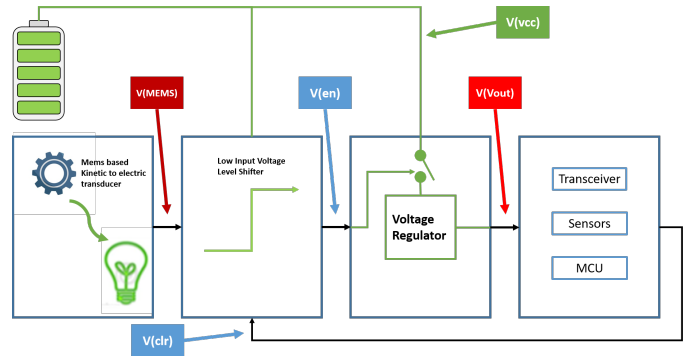 V(vcc)
V(MEMS)
V(en)
V(Vout)
Mems based
Kinetic to electric
transducer
Low Input Voltage
Level Shifter
Voltage
Regulator
Transceiver
Sensors
MCU
V(clr)